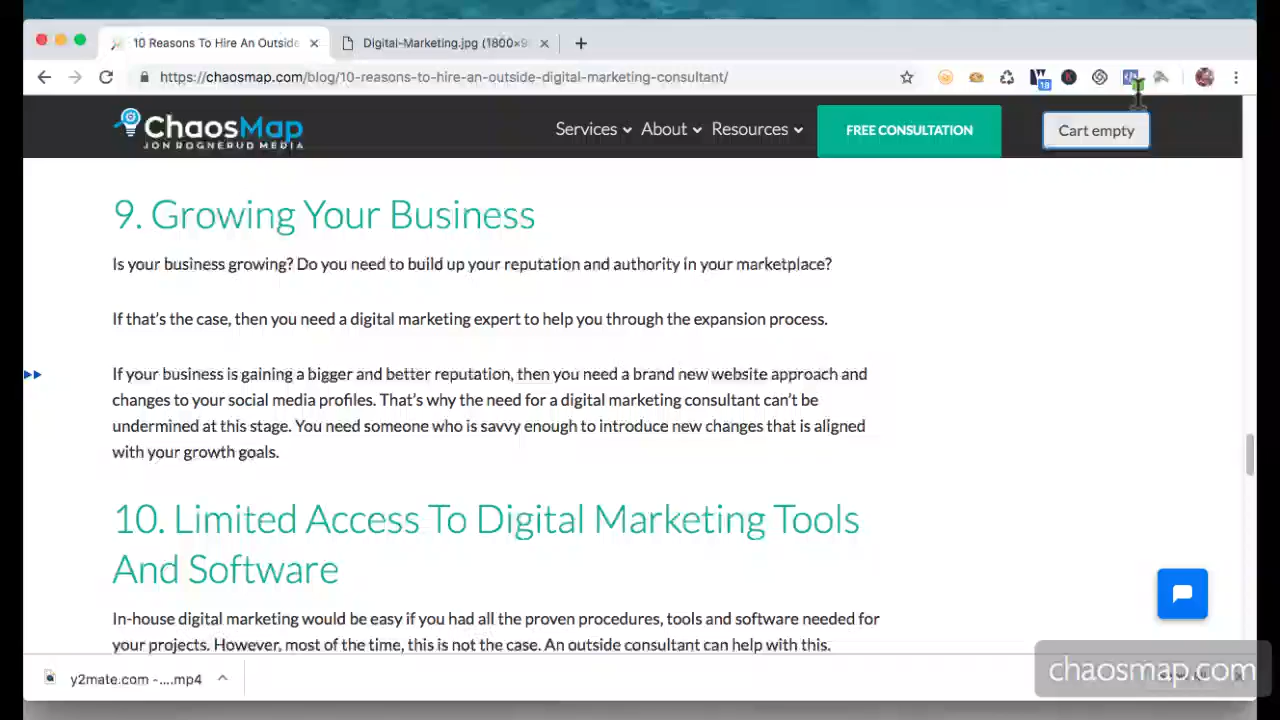 10 Reasons To Hire An Outside
Digital-Marketing.jpg (1800×9
https://chaosmap.com/blog/10-reasons-to-hire-an-outside-digital-marketing-consultant/
19
ChaosMap
JON ROGNERUD MEDIA
Services
About
Resources
FREE CONSULTATION
Cart empty
9. Growing Your Business
Is your business growing? Do you need to build up your reputation and authority in your marketplace?
If that's the case, then you need a digital marketing expert to help you through the expansion process.
If your business is gaining a bigger and better reputation, then you need a brand new website approach and
changes to your social media profiles. That's why the need for a digital marketing consultant can't be
undermined at this stage. You need someone who is savvy enough to introduce new changes that is aligned
with your growth goals.
10. Limited Access To Digital Marketing Tools
And Software
In-house digital marketing would be easy if you had all the proven procedures, tools and software needed for
your projects. However, most of the time, this is not the case. An outside consultant can help with this.
y2mate.com -....mp4
chaosmap.com